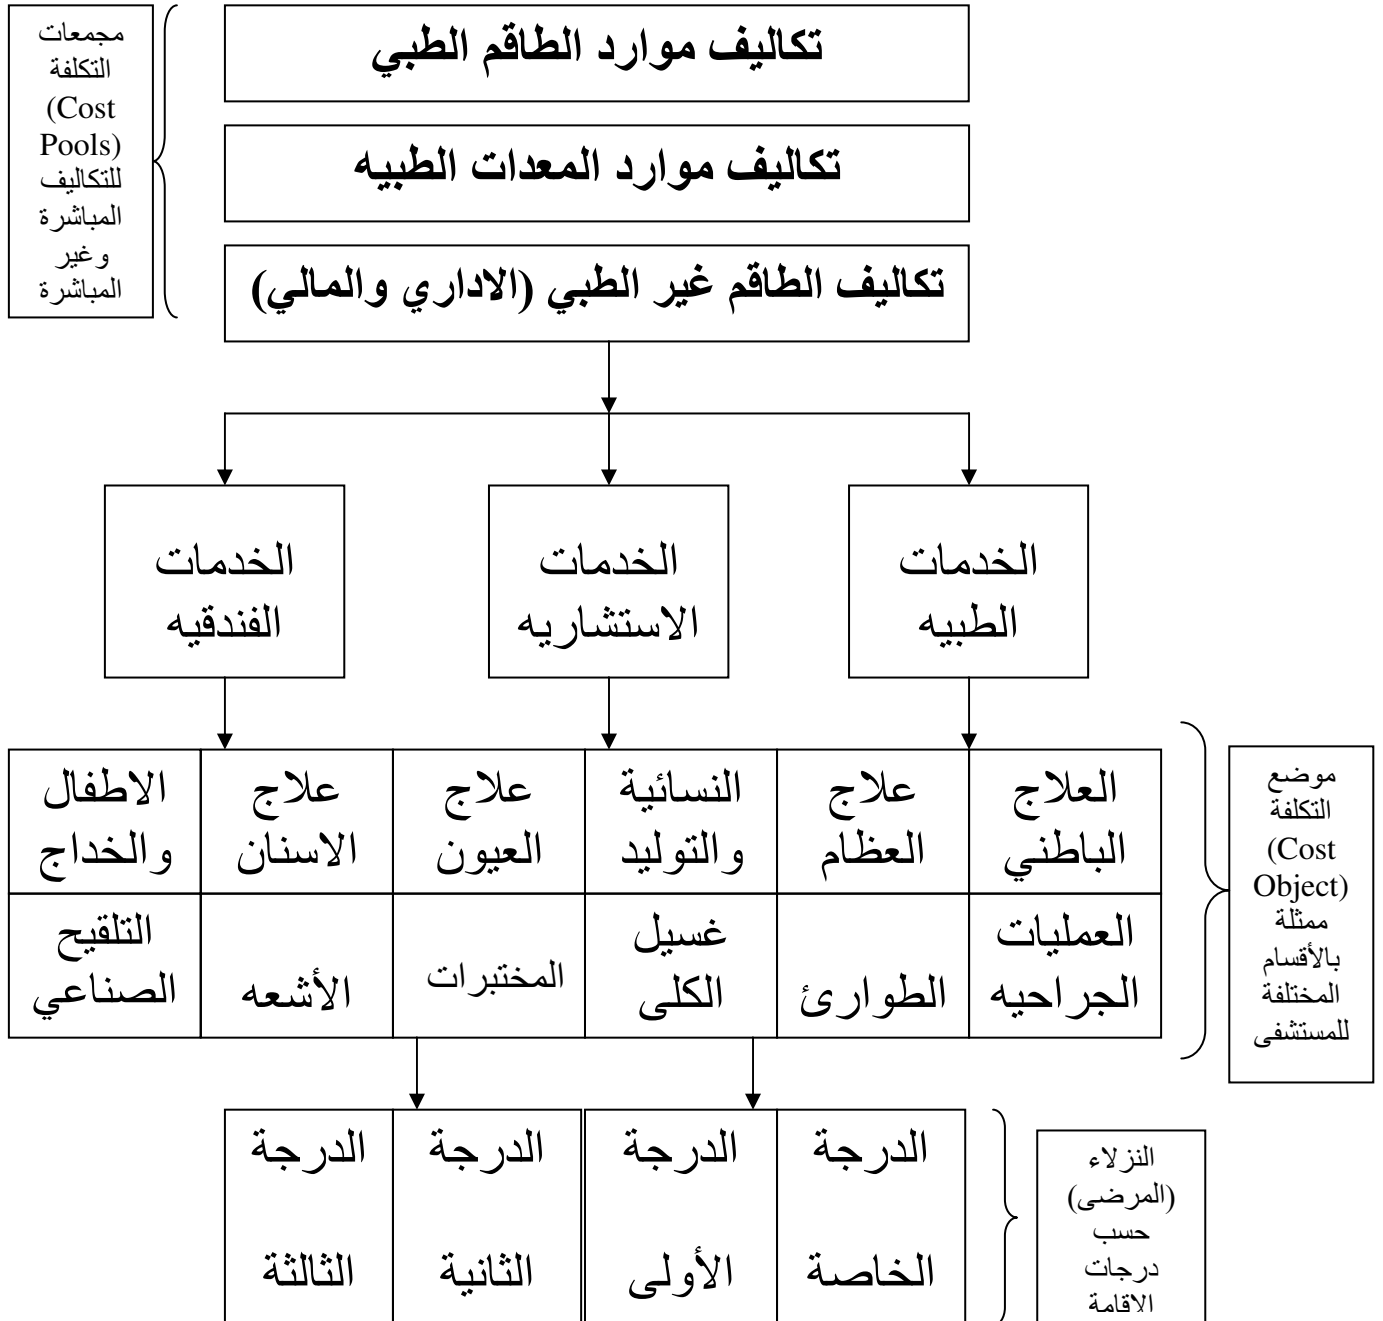 تكاليف موارد الطاقم الطبي
تكاليف موارد المعدات الطبيه
تكاليف الطاقم غير الطبي (الاداري والمالي)
مجمعات
التكلفة
(Cost
Pools)
للتكاليف
المباشرة
وغير
المباشرة
الخدمات
الطبيه
الخدمات
الاستشاريه
الخدمات
الفندقيه
موضع
التكلفة
(Cost
Object)
ممثلة
بالأقسام
المختلفة
للمستشفى
العلاج
الباطني
علاج
العظام
النسائية
والتوليد
علاج
العيون
علاج
الاسنان
الاطفال
والخداج
العمليات
الجراحيه
الطوارئ
غسيل
الكلى
المختبرات
الأشعه
التلقيح
الصناعي
النزلاء
(المرضى)
حسب
درجات
الاقامة
الدرجة
الخاصة
الدرجة
الأولى
الدرجة
الثانية
الدرجة
الثالثة